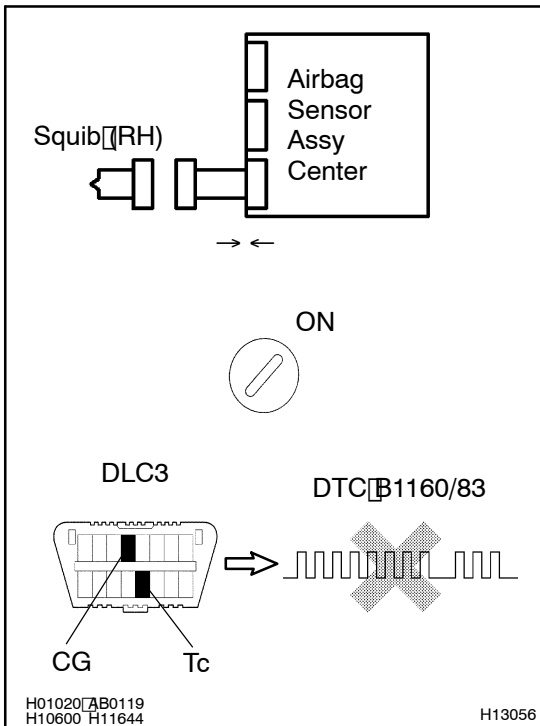 Airbag
Sensor
Assy
Center
Squib (RH)
ON
DLC3
DTC B1160/83
CG
Tc
H01020 AB0119
H10600 H11644
H13056